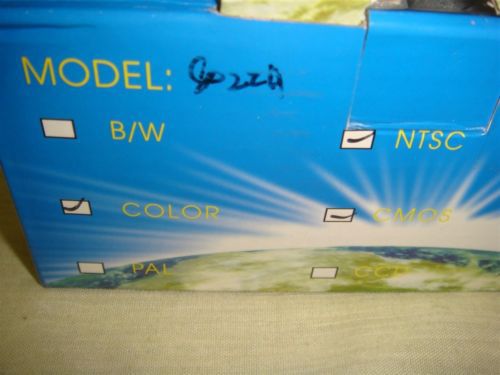 MODEL:
B/W NTSC
COLOR CMOS
PAL CCD